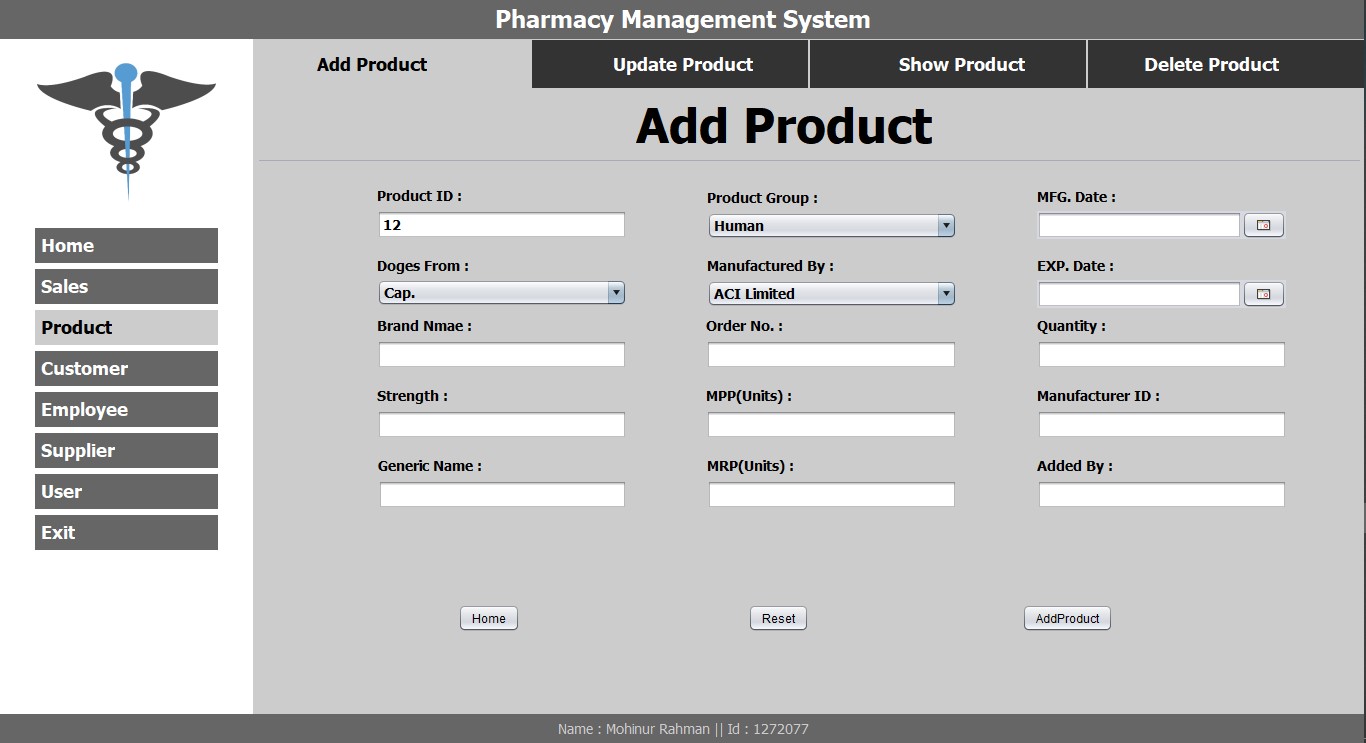 Pharmacy Management System
Add Product
Update Product
Show Product
Delete Product
Home
Sales
Product
Customer
Employee
Supplier
User
Exit
Add Product
Product ID :
12
Product Group :
Human
MFG. Date :
Doges From :
Cap.
Manufactured By :
ACI Limited
EXP. Date :
Brand Nmae :
Order No. :
Quantity :
Strength :
MPP(Units) :
Manufacturer ID :
Generic Name :
MRP(Units) :
Added By :
Home
Reset
AddProduct
Name : Mohinur Rahman || Id : 1272077